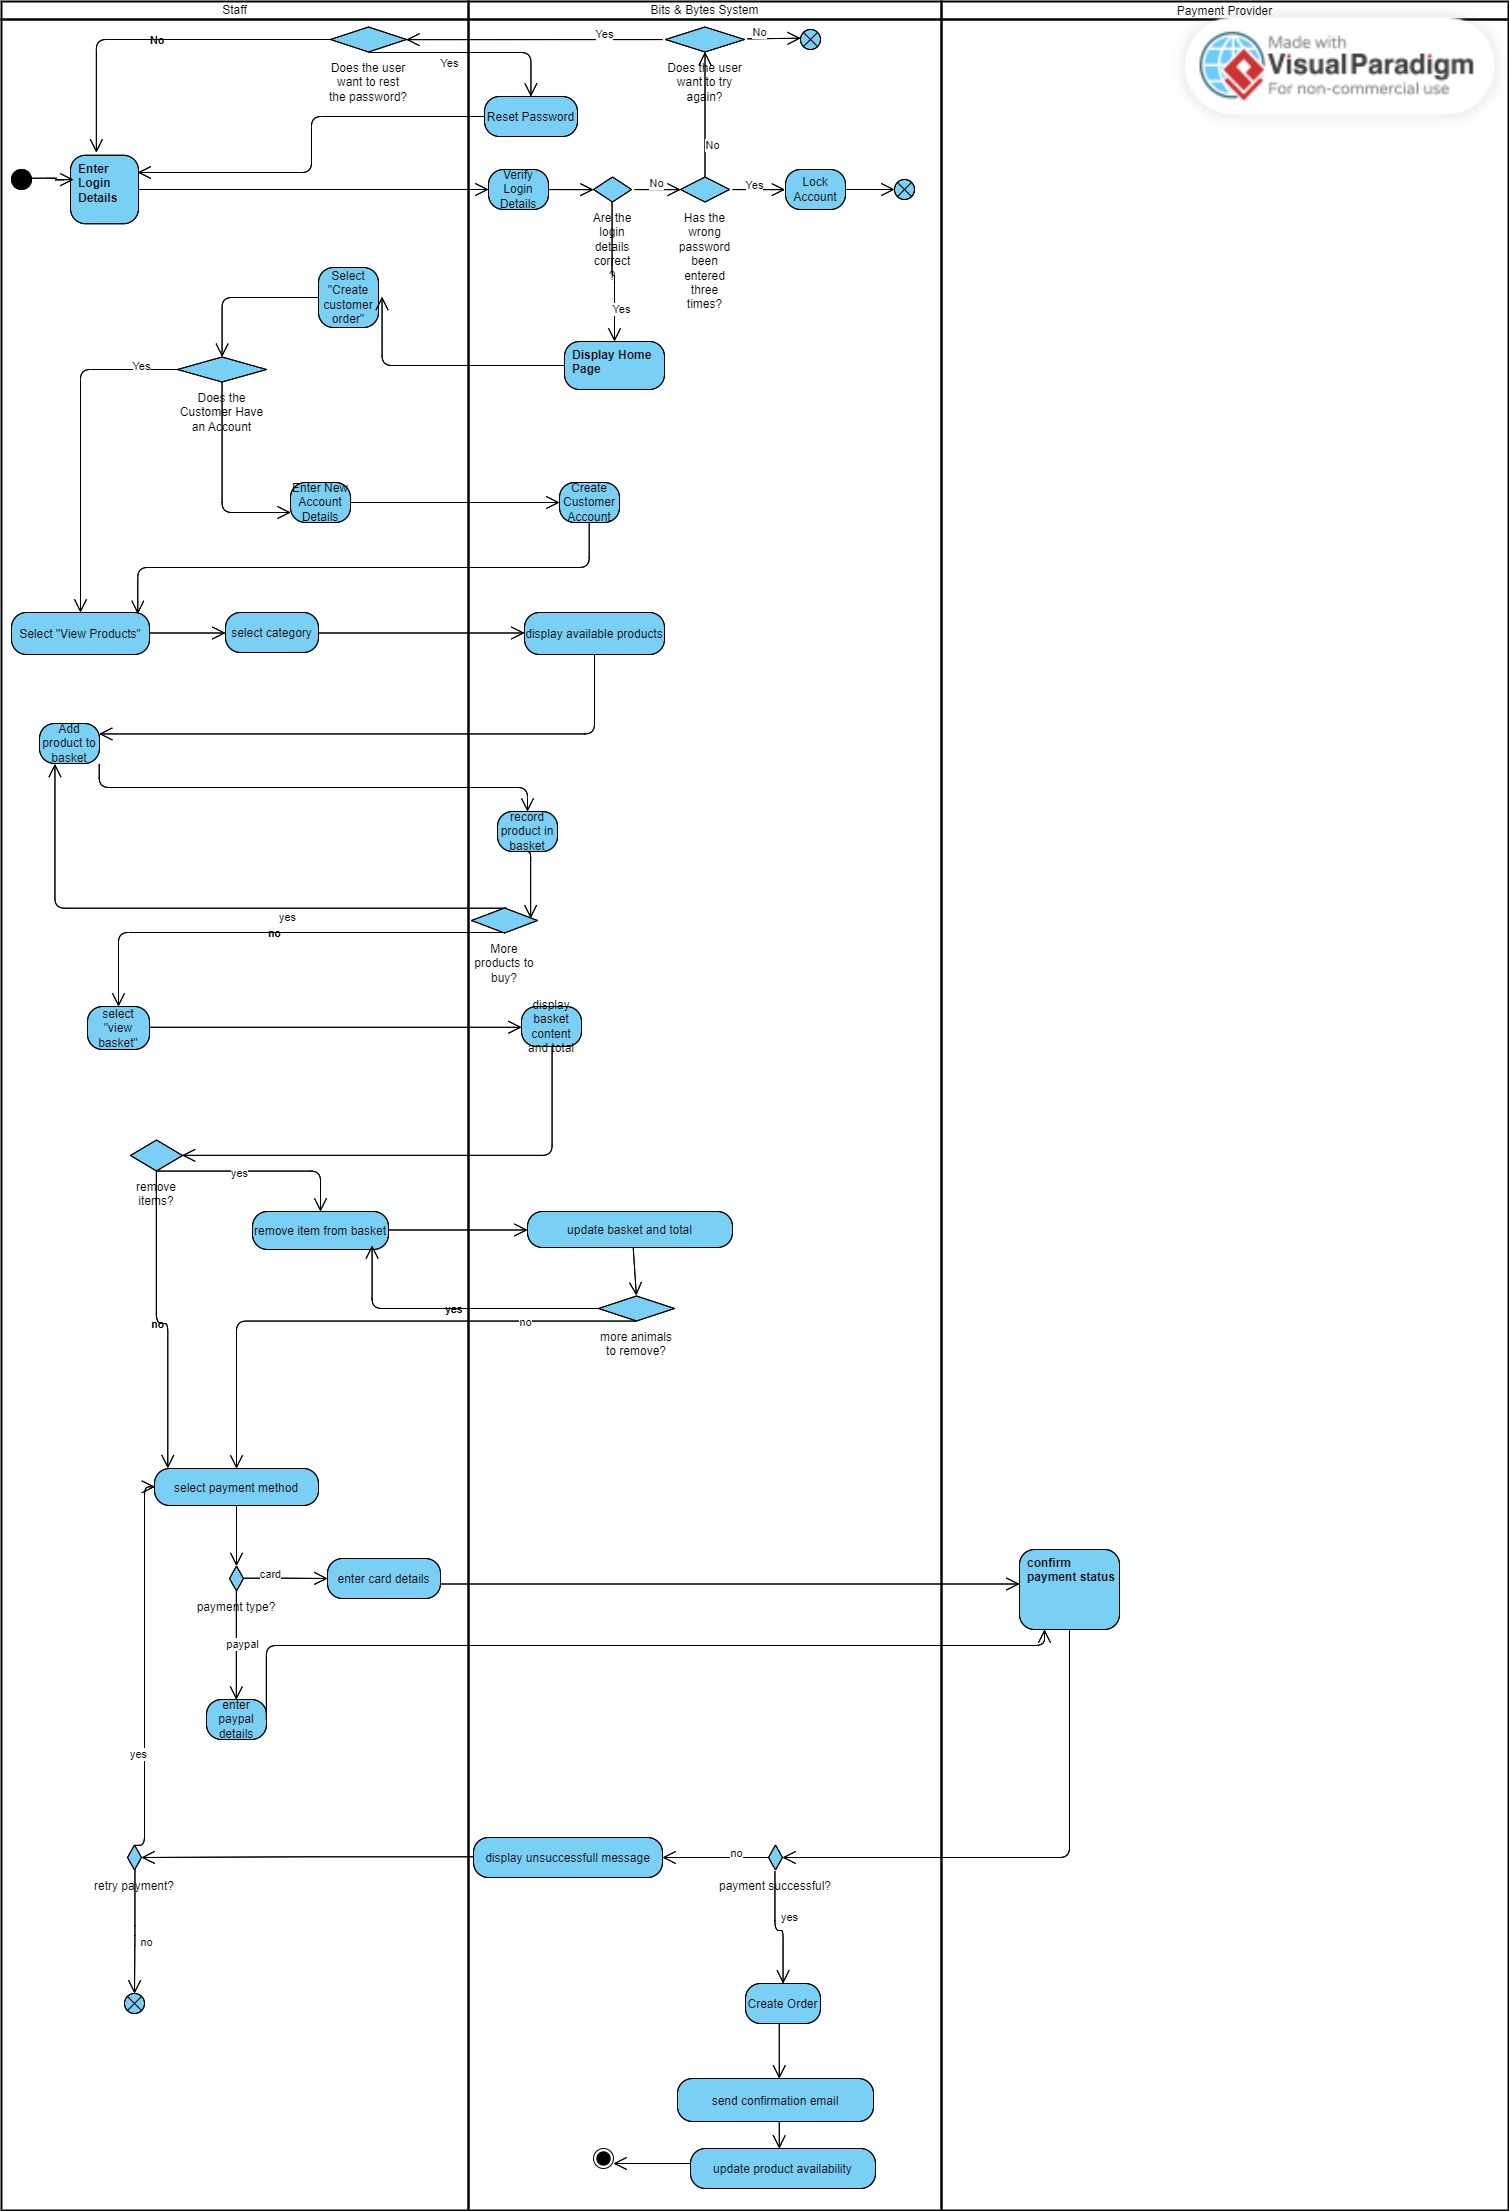 Staff
Bits & Bytes System
Payment Provider
Made with
Visual Paradigm
For non-commercial use
No
Yes
No
Does the user
want to rest
the password?
Yes
Does the user
want to try
again?
Reset Password
No
Enter
Login
Details
Verify
Login
Details
No
Yes
Lock
Account
Are the
login
details
correct
?
Has the
wrong
password
been
entered
three
times?
Select
"Create
customer
order"
Yes
Display Home
Page
Yes
Does the
Customer Have
an Account
Enter New
Account
Details
Create
Customer
Account
Select "View Products"
select category
display available products
Add
product to
basket
record
product in
basket
yes
no
More
products to
buy?
select
"view
basket"
display
basket
content
and total
yes
remove
items?
remove item from basket
update basket and total
yes
no
no
more animals
to remove?
select payment method
card
enter card details
confirm
payment status
payment type?
paypal
enter
paypal
details
yes
display unsuccessfull message
no
retry payment?
payment successful?
yes
no
Create Order
send confirmation email
update product availability